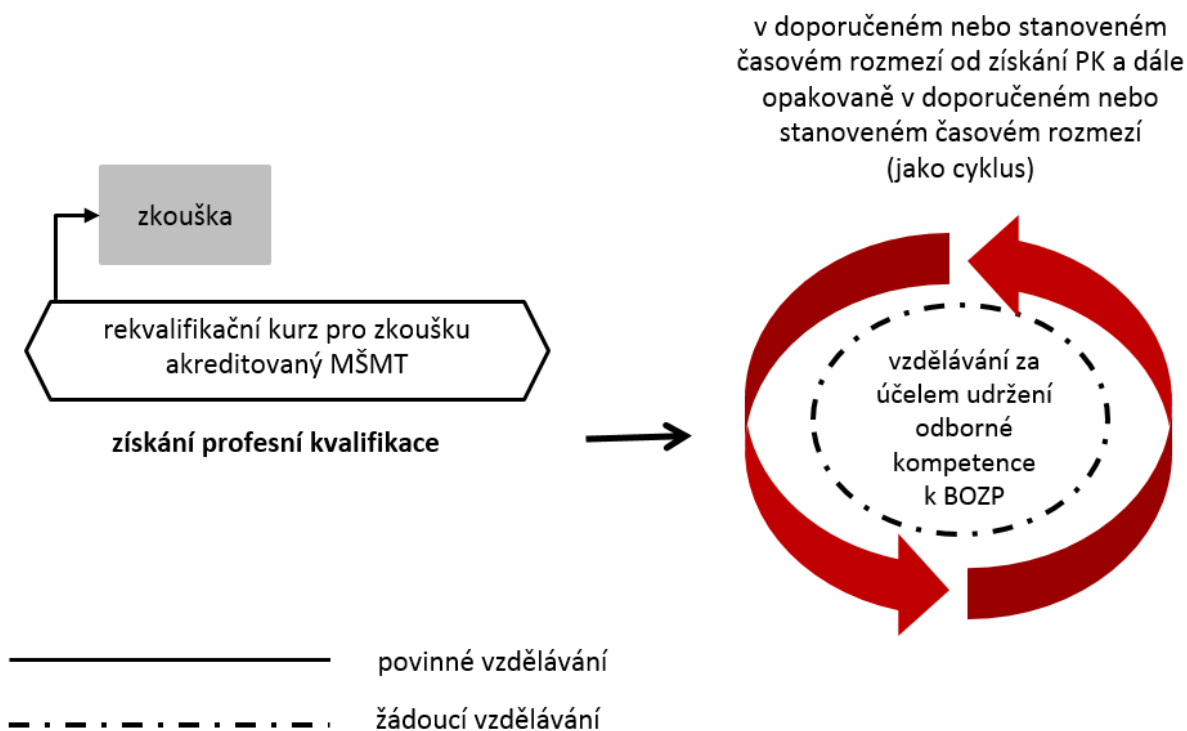 v doporučeném nebo stanoveném
časovém rozmezí od získání PK a dále
opakovaně v doporučeném nebo
stanoveném časovém rozmezí
(jako cyklus)
zkouška
rekvalifikační kurz pro zkoušku
akreditovaný MŠMT
získání profesní kvalifikace
vzdělávání za
účelem udržení
odborné
kompetence
k BOZP
povinné vzdělávání
žádoucí vzdělávání